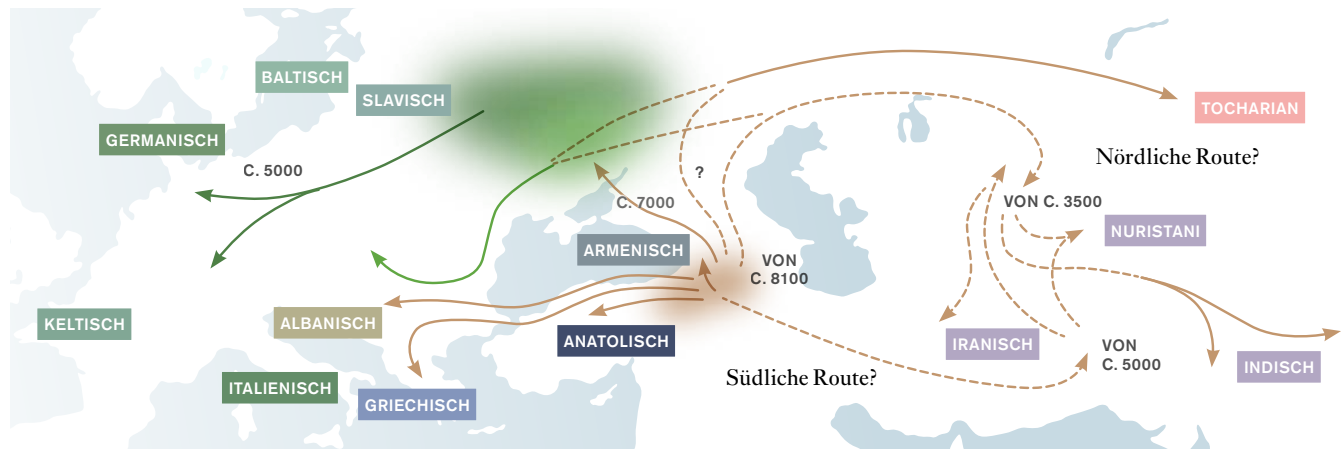 BALTISCH
SLAVISCH
TOCHARIAN
GERMANISCH
Nördliche Route?
C. 5000
?
C. 7000
VON C. 3500
NURISTANI
ARMENISCH
VON
C. 8100
KELTISCH
ALBANISCH
ANATOLISCH
IRANISCH
VON
C. 5000
INDISCH
Südliche Route?
ITALIENISCH
GRIECHISCH